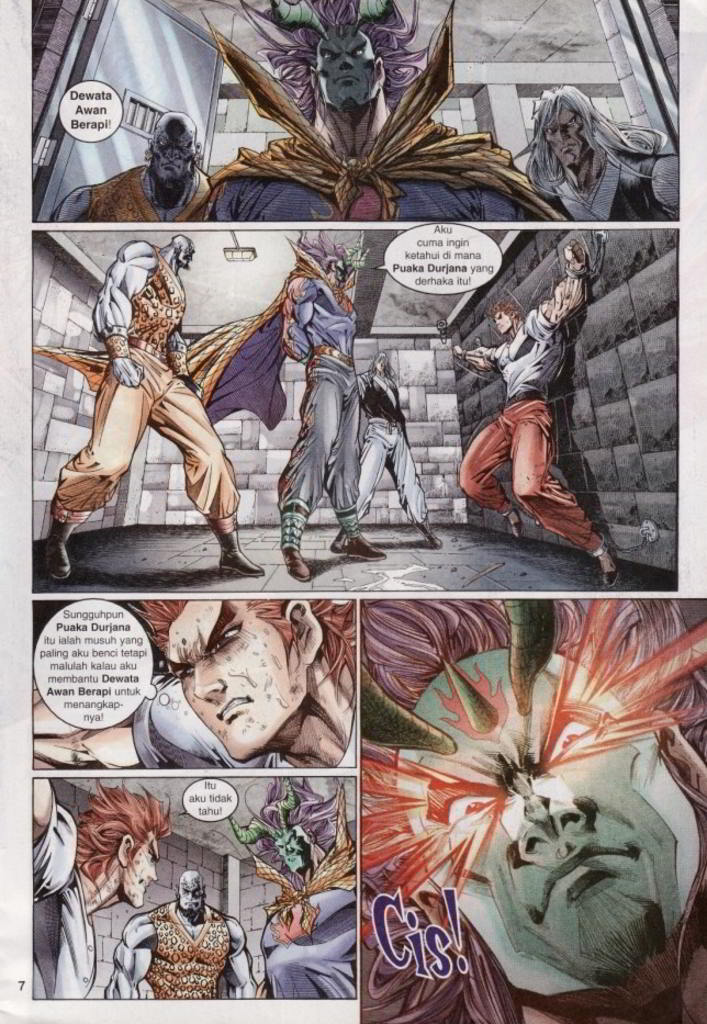 Dewata
Awan
Berapi!
Aku
cuma ingin
ketahui di mana
Puaka Durjana yang
derhaka itu!
Sungguhpun
Puaka Durjana
itu ialah musuh yang
paling aku benci tetapi
malulah kalau aku
membantu Dewata
Awan Berapi untuk
menangkap-
nya!
Itu
aku tidak
tahu!
Cis!
7